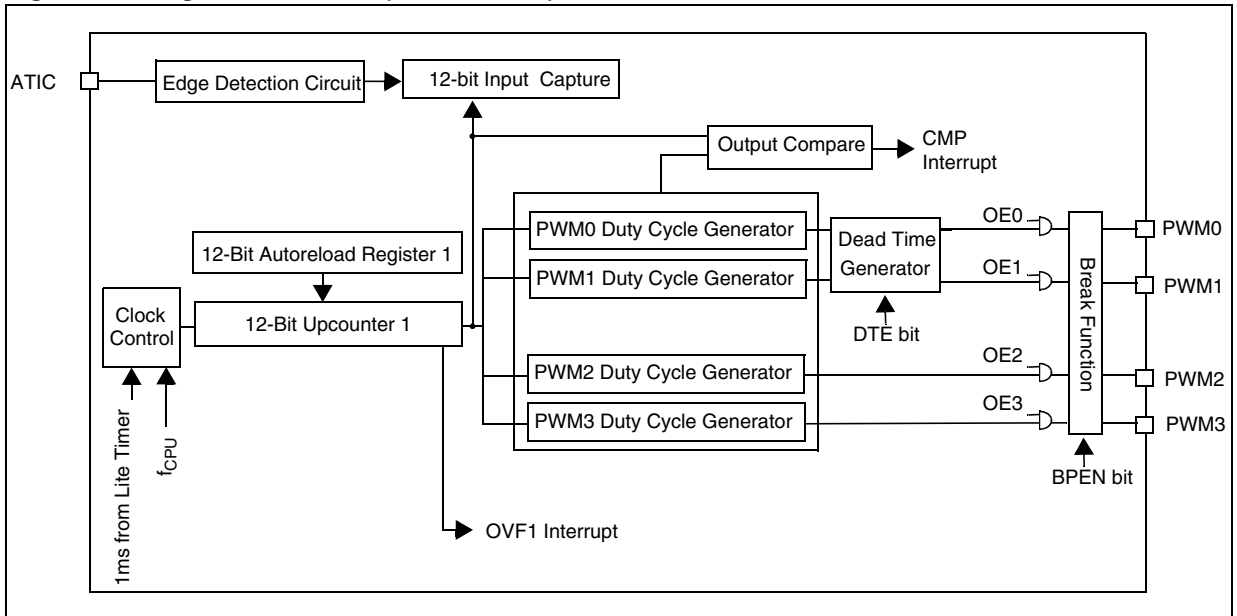 ATIC
Edge Detection Circuit
12-bit Input Capture
Output Compare
CMP
Interrupt
PWM0 Duty Cycle Generator
PWM1 Duty Cycle Generator
PWM2 Duty Cycle Generator
PWM3 Duty Cycle Generator
Dead Time
Generator
DTE bit
OE0
OE1
OE2
OE3
Break Function
BPEN bit
PWM0
PWM1
PWM2
PWM3
12-Bit Autoreload Register 1
12-Bit Upcounter 1
Clock
Control
1ms from Lite Timer
fCPU
OVF1 Interrupt